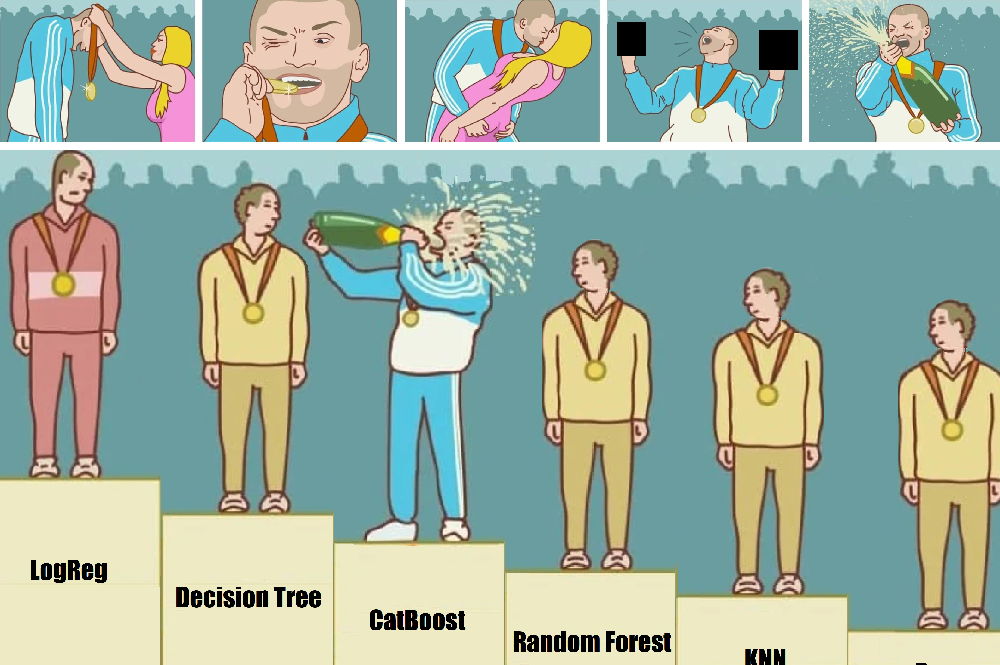 LogReg
Decision Tree
CatBoost
Random Forest
KNN